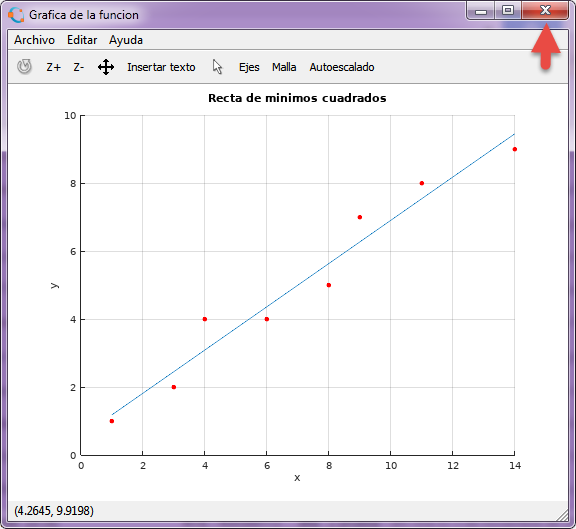 Grafica de la funcion
Archivo Editar Ayuda
Z+ Z- Insertar texto Ejes Malla Autoescalado
Recta de minimos cuadrados
10
8
6
4
2
0
y
0 2 4 6 8 10 12 14
x
(4.2645, 9.9198)